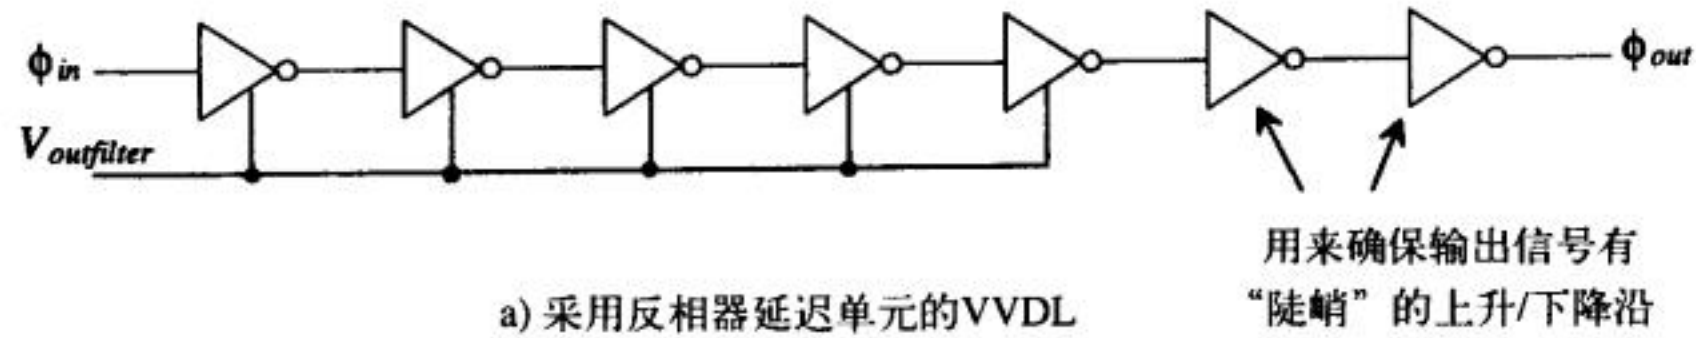 ϕin
ϕout
Voutfilter
用来确保输出信号有
“陡峭”的上升/下降沿
a) 采用反相器延迟单元的VVDL